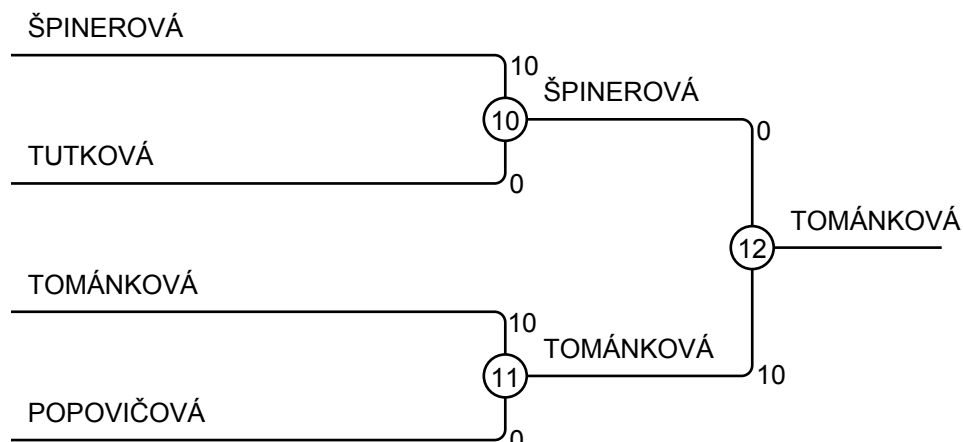 ŠPINEROVÁ
10
10
ŠPINEROVÁ
0
TUTKOVÁ
0
12
TOMÁNKOVÁ
TOMÁNKOVÁ
10
11
TOMÁNKOVÁ
10
POPOVIČOVÁ
0